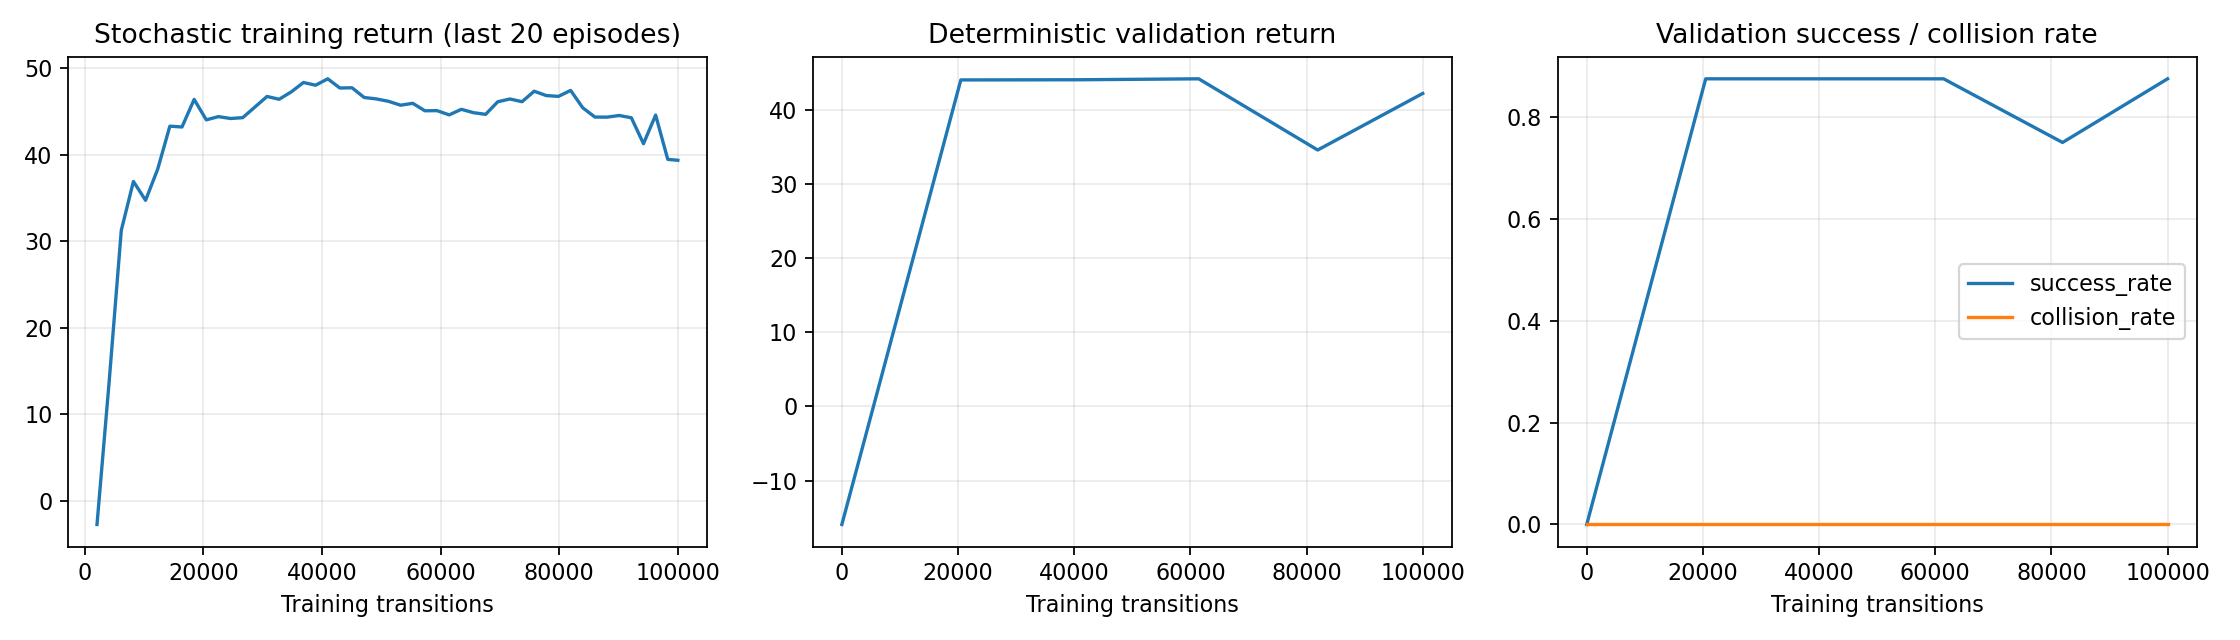 Stochastic training return (last 20 episodes)
50
40
30
20
10
0
0 20000 40000 60000 80000 100000
Training transitions
Deterministic validation return
40
30
20
10
0
−10
0 20000 40000 60000 80000 100000
Training transitions
Validation success / collision rate
0.8
0.6
0.4
0.2
0.0
success_rate
collision_rate
0 20000 40000 60000 80000 100000
Training transitions